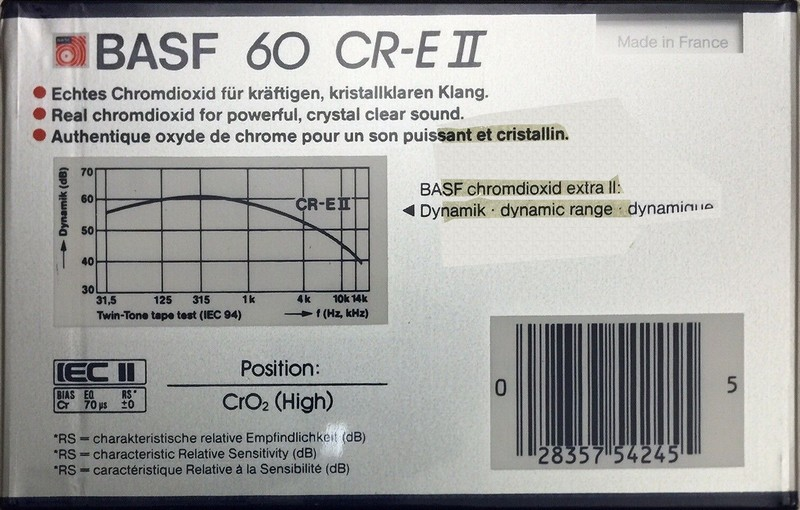 BASF 60 CR-E II
Made in France
Echtes Chromdioxid für kräftigen, kristallklaren Klang.
Real chromdioxid for powerful, crystal clear sound.
Authentique oxyde de chrome pour un son puissant et cristallin.
Dynamik (dB)
70
60
50
40
30
CR-E II
31,5 125 315 1k 4k 10k 14k
Twin-Tone tape test (IEC 94) f (Hz, kHz)
BASF chromdioxid extra II:
Dynamik · dynamic range · dynamique
IEC II
BIAS EQ RS*
Cr 70 µs ±0
Position:
CrO₂ (High)
*RS = charakteristische relative Empfindlichkeit (dB)
*RS = characteristic Relative Sensitivity (dB)
*RS = caractéristique Relative à la Sensibilité (dB)
0 28357 54245 5